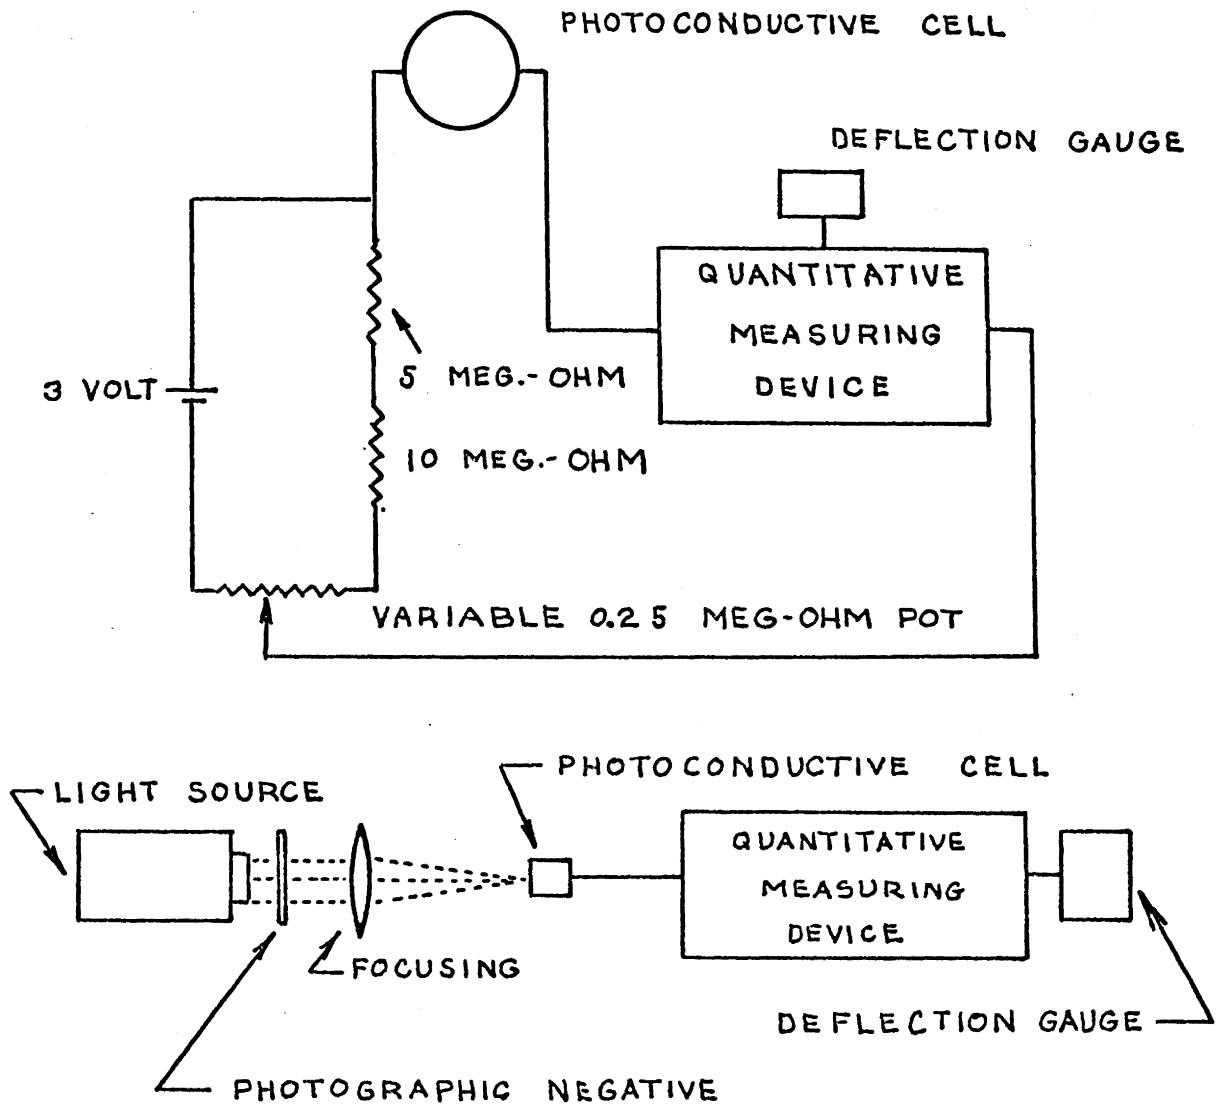 PHOTOCONDUCTIVE CELL
DEFLECTION GAUGE
QUANTITATIVE
MEASURING
DEVICE
3 VOLT
5 MEG.-OHM
10 MEG.-OHM
VARIABLE 0.25 MEG-OHM POT
PHOTOCONDUCTIVE CELL
LIGHT SOURCE
QUANTITATIVE
MEASURING
DEVICE
FOCUSING
DEFLECTION GAUGE
PHOTOGRAPHIC NEGATIVE